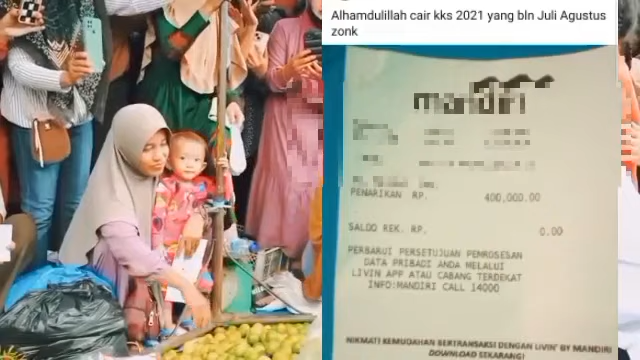 Alhamdulillah cair kks 2021 yang bln Juli Agustus
zonk
mandiri
PENARIKAN RP. 400,000.00
SALDO REK. RP. 0.00
PERBARUI PERSETUJUAN PEMROSESAN
DATA PRIBADI ANDA MELALUI
LIVIN APP ATAU CABANG TERDEKAT
INFO:MANDIRI CALL 14000
NIKMATI KEMUDAHAN BERTRANSAKSI DENGAN LIVIN' BY MANDIRI
DOWNLOAD SEKARANG!